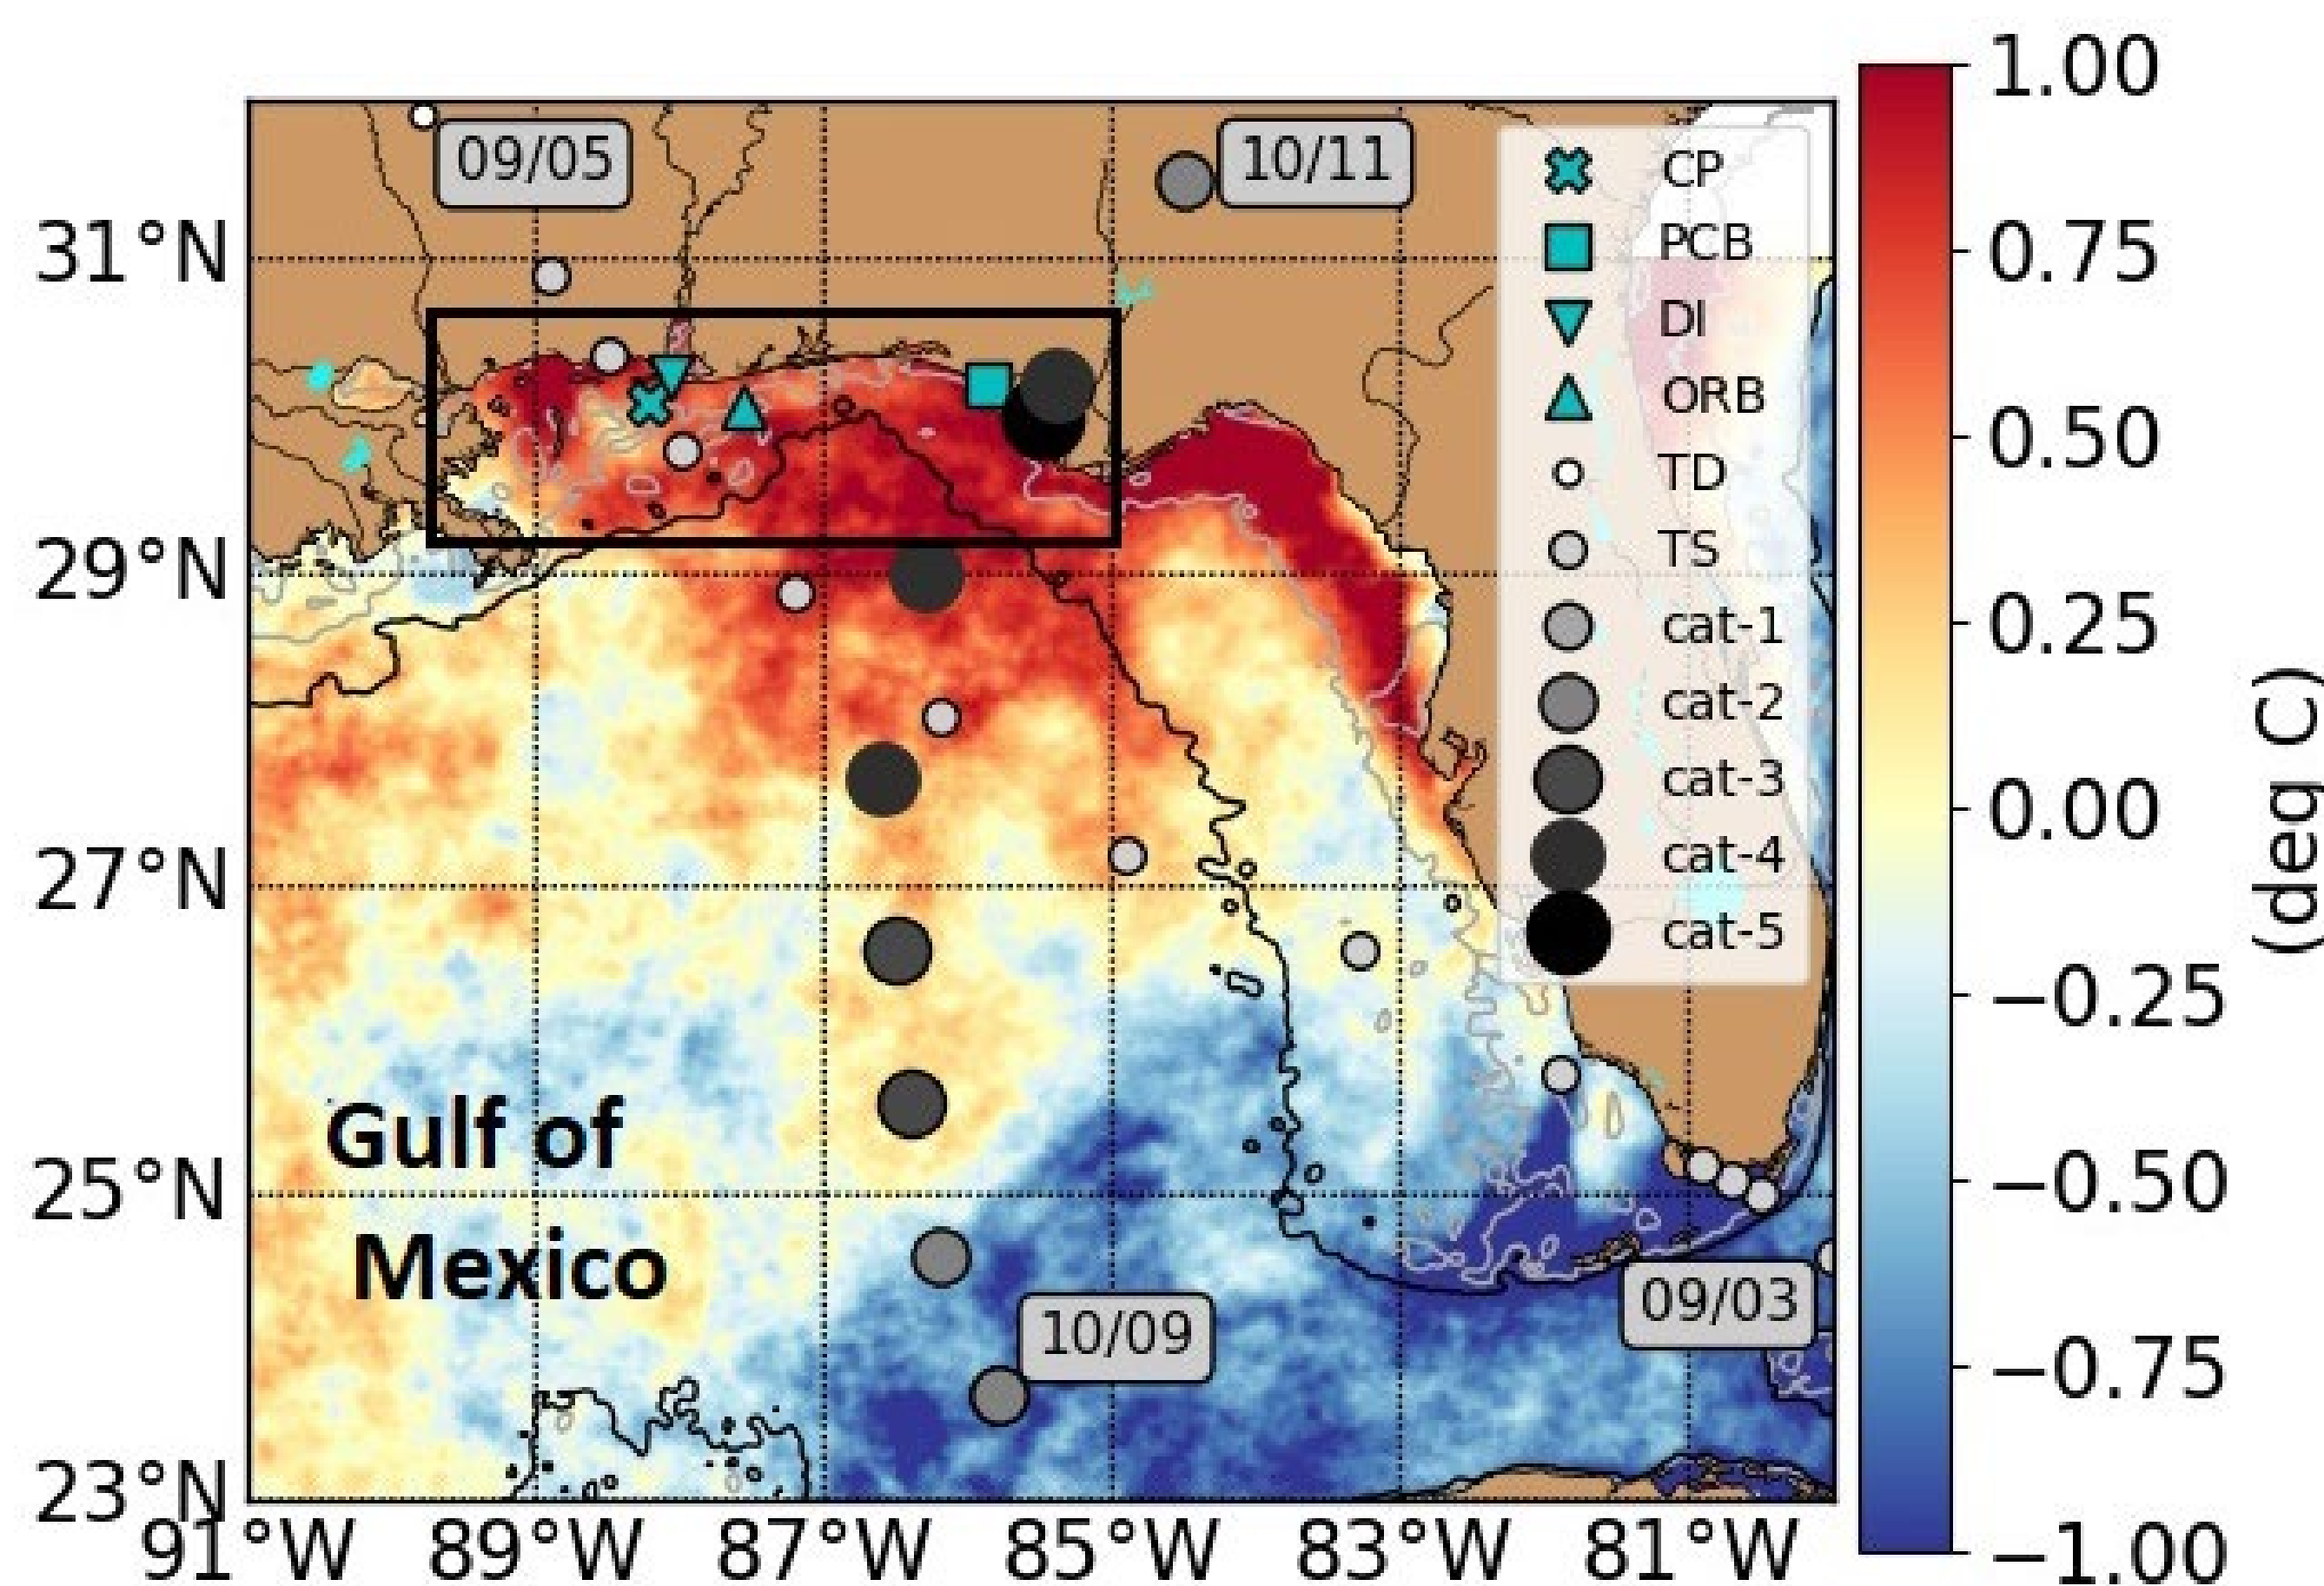 09/05
10/11
31°N
29°N
27°N
25°N
23°N
91°W
89°W
87°W
85°W
83°W
81°W
Gulf of
Mexico
10/09
09/03
CP
PCB
DI
ORB
TD
TS
cat-1
cat-2
cat-3
cat-4
cat-5
1.00
0.75
0.50
0.25
0.00
−0.25
−0.50
−0.75
−1.00
(deg C)